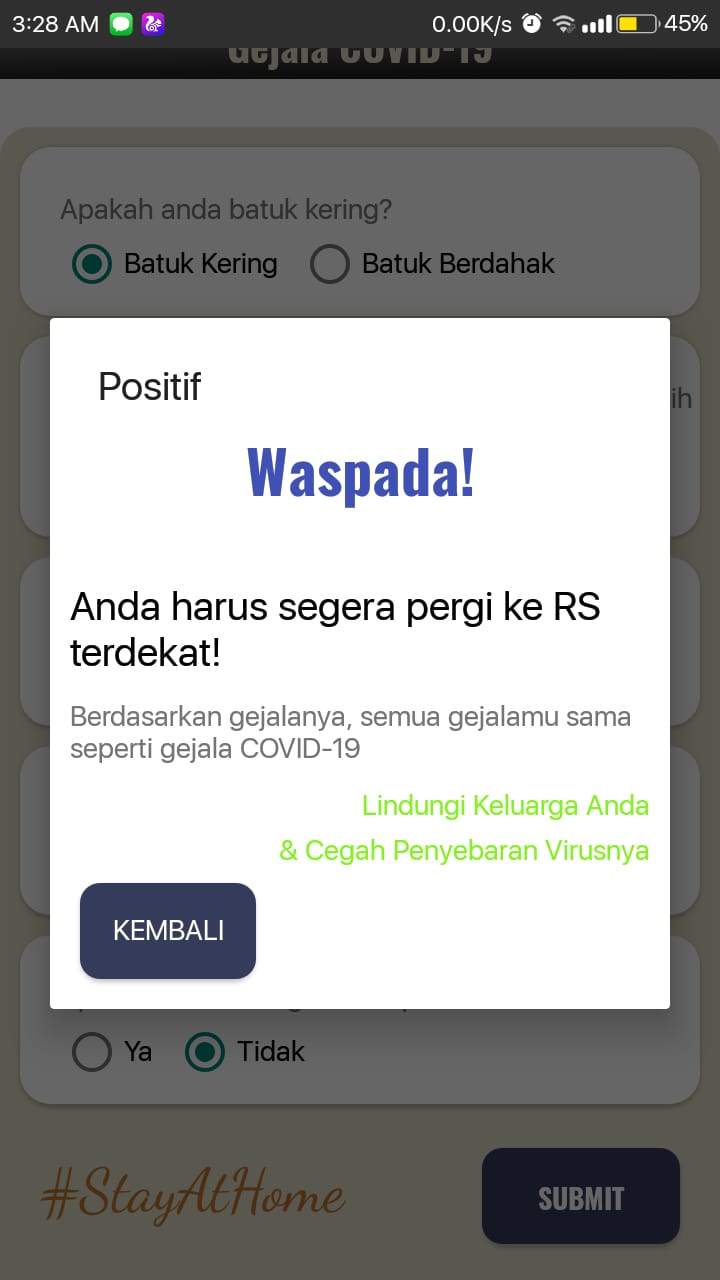 3:28 AM 0.00K/s 45%
Gejala COVID-19
Apakah anda batuk kering?
Batuk Kering Batuk Berdahak
ih
Positif
Waspada!
Anda harus segera pergi ke RS
terdekat!
Berdasarkan gejalanya, semua gejalamu sama
seperti gejala COVID-19
Lindungi Keluarga Anda
& Cegah Penyebaran Virusnya
KEMBALI
Ya Tidak
#StayAtHome
SUBMIT